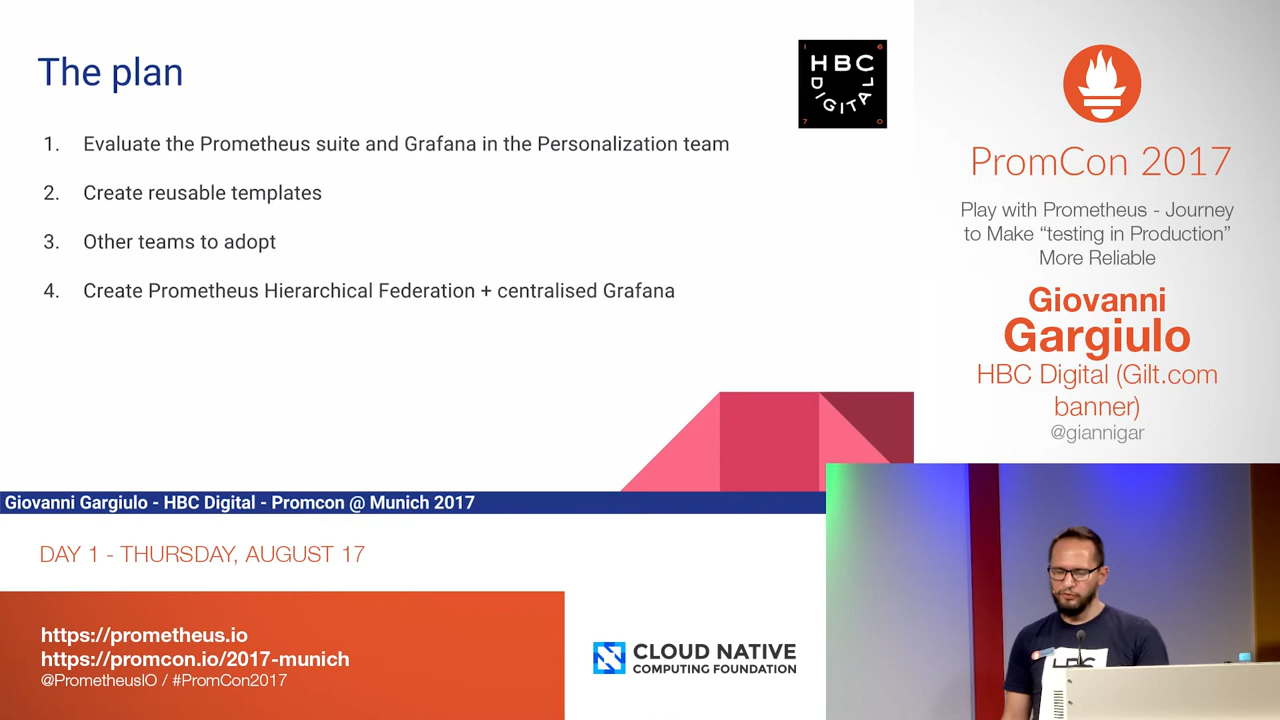 The plan
1. Evaluate the Prometheus suite and Grafana in the Personalization team
2. Create reusable templates
3. Other teams to adopt
4. Create Prometheus Hierarchical Federation + centralised Grafana
1 6
HBC
DIGITAL
7 0
Giovanni Gargiulo - HBC Digital - Promcon @ Munich 2017
PromCon 2017
Play with Prometheus - Journey
to Make “testing in Production”
More Reliable
Giovanni
Gargiulo
HBC Digital (Gilt.com
banner)
@giannigar
DAY 1 - THURSDAY, AUGUST 17
https://prometheus.io
https://promcon.io/2017-munich
@PrometheusIO / #PromCon2017
CLOUD NATIVE
COMPUTING FOUNDATION